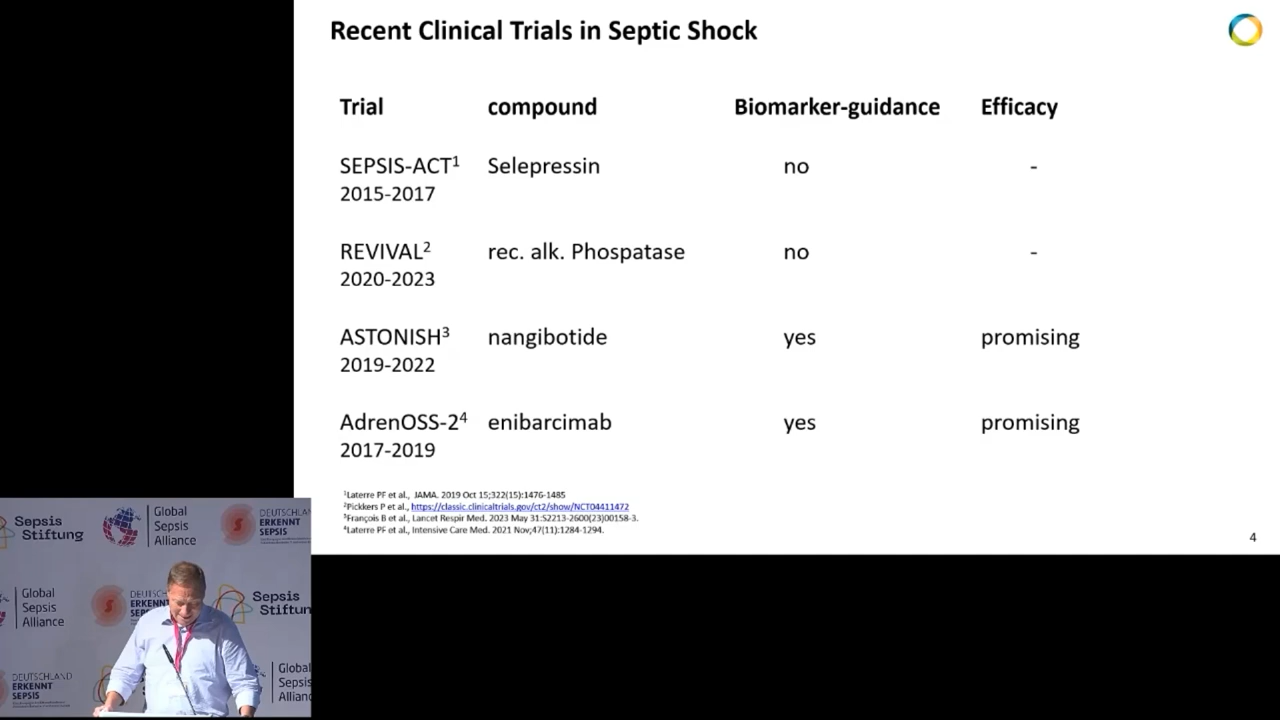 Recent Clinical Trials in Septic Shock
Trial compound Biomarker-guidance Efficacy
SEPSIS-ACT¹ Selepressin no -
2015-2017
REVIVAL² rec. alk. Phospatase no -
2020-2023
ASTONISH³ nangibotide yes promising
2019-2022
AdrenOSS-2⁴ enibarcimab yes promising
2017-2019
¹Laterre PF et al., JAMA. 2019 Oct 15;322(15):1476-1485
²Pickkers P et al., https://classic.clinicaltrials.gov/ct2/show/NCT04411472
³François B et al., Lancet Respir Med. 2023 May 31:S2213-2600(23)00158-3.
⁴Laterre PF et al., Intensive Care Med. 2021 Nov;47(11):1284-1294.
4
Sepsis
Stiftung
Global
Sepsis
Alliance
DEUTSCHLAN
ERKENNT
SEPSIS
Global
Sepsis
Alliance
DEUTSC
ERKENN
SEP
Sepsis
Stiftun
DEUTSCHLAND
ERKENNT
SEPSIS
Global
Sepsis
Alliance